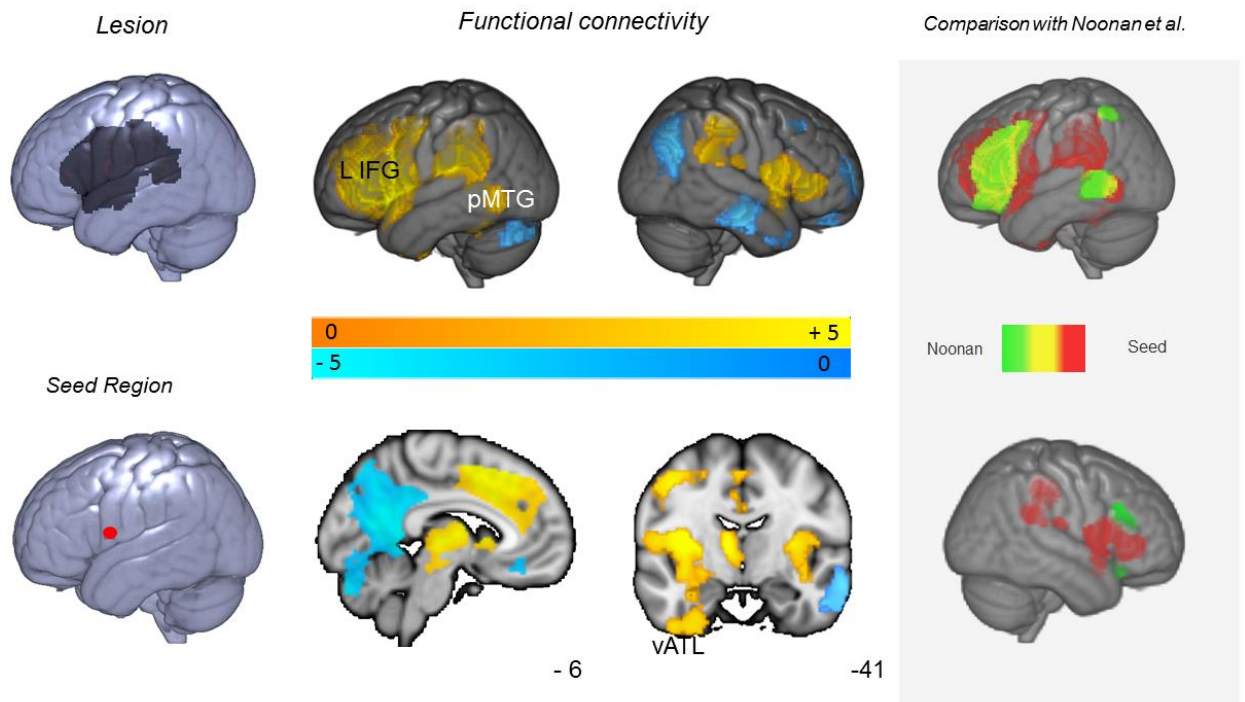 Lesion
Functional connectivity
Comparison with Noonan et al.
L IFG
pMTG
0
+ 5
- 5
0
Noonan
Seed
Seed Region
vATL
- 6
-41